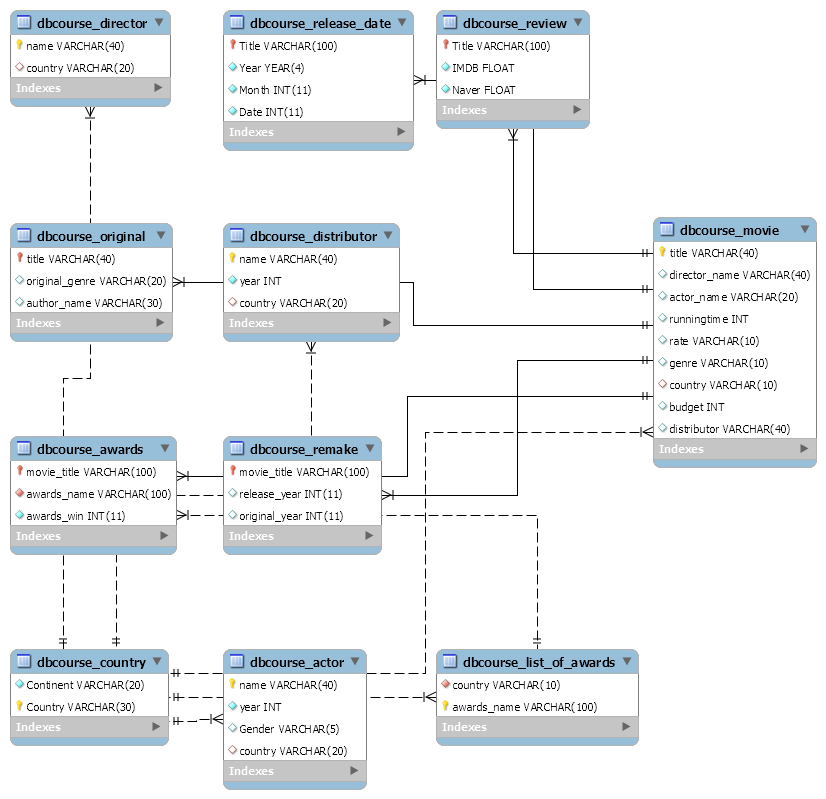 dbcourse_director
name VARCHAR(40)
country VARCHAR(20)
Indexes
dbcourse_release_date
Title VARCHAR(100)
Year YEAR(4)
Month INT(11)
Date INT(11)
Indexes
dbcourse_review
Title VARCHAR(100)
IMDB FLOAT
Naver FLOAT
Indexes
dbcourse_original
title VARCHAR(40)
original_genre VARCHAR(20)
author_name VARCHAR(30)
Indexes
dbcourse_distributor
name VARCHAR(40)
year INT
country VARCHAR(20)
Indexes
dbcourse_movie
title VARCHAR(40)
director_name VARCHAR(40)
actor_name VARCHAR(20)
runningtime INT
rate VARCHAR(10)
genre VARCHAR(10)
country VARCHAR(10)
budget INT
distributor VARCHAR(40)
Indexes
dbcourse_awards
movie_title VARCHAR(100)
awards_name VARCHAR(100)
awards_win INT(11)
Indexes
dbcourse_remake
movie_title VARCHAR(100)
release_year INT(11)
original_year INT(11)
Indexes
dbcourse_country
Continent VARCHAR(20)
Country VARCHAR(30)
Indexes
dbcourse_actor
name VARCHAR(40)
year INT
Gender VARCHAR(5)
country VARCHAR(20)
Indexes
dbcourse_list_of_awards
country VARCHAR(10)
awards_name VARCHAR(100)
Indexes